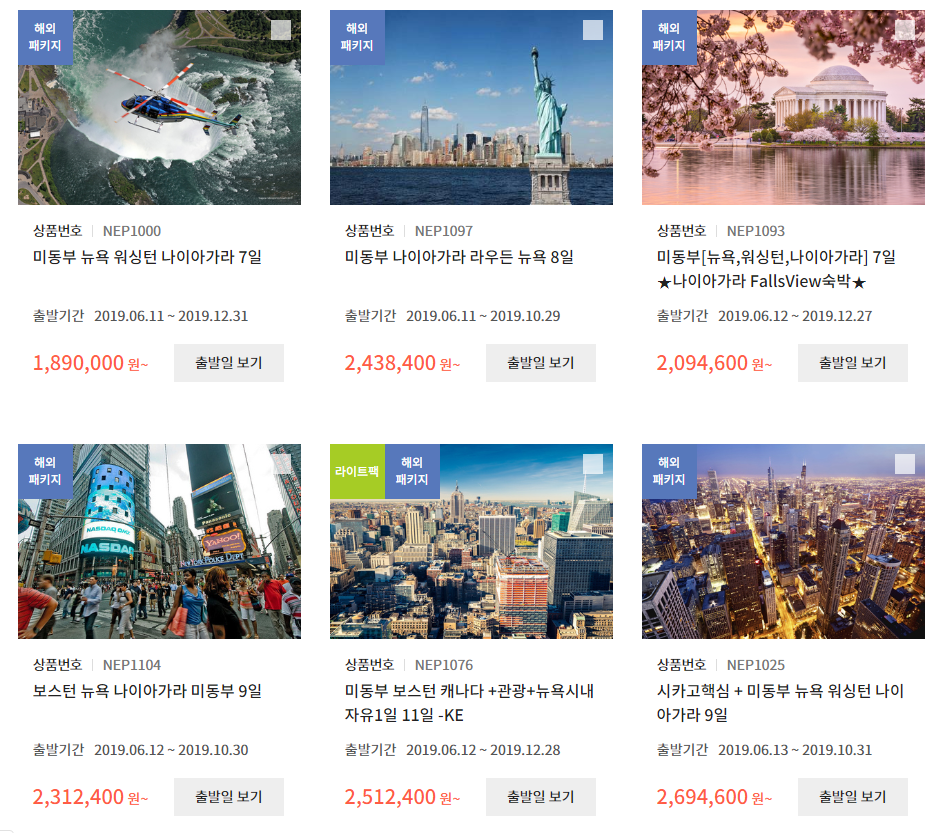 해외
패키지
해외
패키지
해외
패키지
상품번호 NEP1000
미동부 뉴욕 워싱턴 나이아가라 7일
출발기간 2019.06.11 ~ 2019.12.31
1,890,000 원~ 출발일 보기
상품번호 NEP1097
미동부 나이아가라 라우든 뉴욕 8일
출발기간 2019.06.11 ~ 2019.10.29
2,438,400 원~ 출발일 보기
상품번호 NEP1093
미동부[뉴욕,워싱턴,나이아가라] 7일
★나이아가라 FallsView숙박★
출발기간 2019.06.12 ~ 2019.12.27
2,094,600 원~ 출발일 보기
해외
패키지
NASDAQ
NASDAQ
Panasonic
YAHOO!
NEW YORK POLICE DEPT
라이트팩
해외
패키지
해외
패키지
상품번호 NEP1104
보스턴 뉴욕 나이아가라 미동부 9일
출발기간 2019.06.12 ~ 2019.10.30
2,312,400 원~ 출발일 보기
상품번호 NEP1076
미동부 보스턴 캐나다 +관광+뉴욕시내
자유1일 11일 -KE
출발기간 2019.06.12 ~ 2019.12.28
2,512,400 원~ 출발일 보기
상품번호 NEP1025
시카고핵심 + 미동부 뉴욕 워싱턴 나이
아가라 9일
출발기간 2019.06.13 ~ 2019.10.31
2,694,600 원~ 출발일 보기